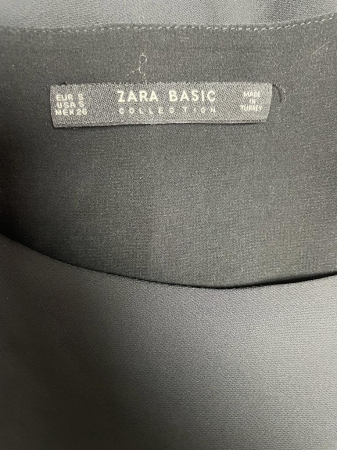 EUR S
USA S
MEX 26
ZARA BASIC
COLLECTION
MADE
IN
TURKEY